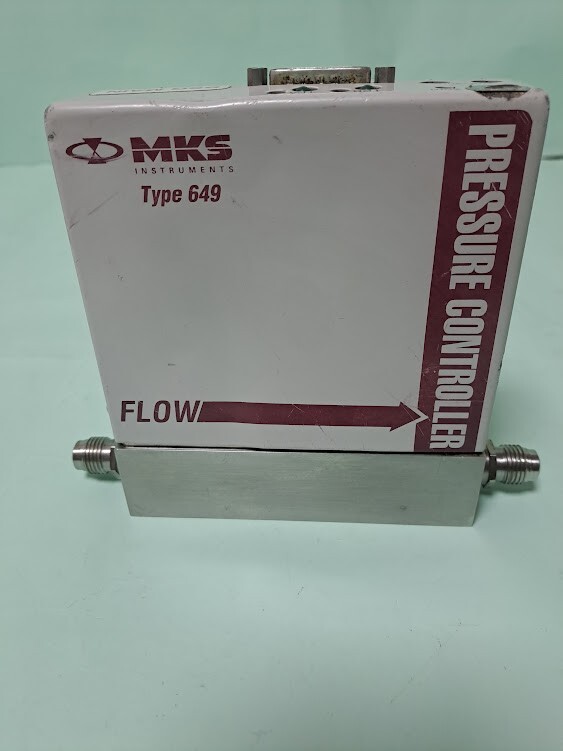 MKS
INSTRUMENTS
Type 649
PRESSURE CONTROLLER
FLOW